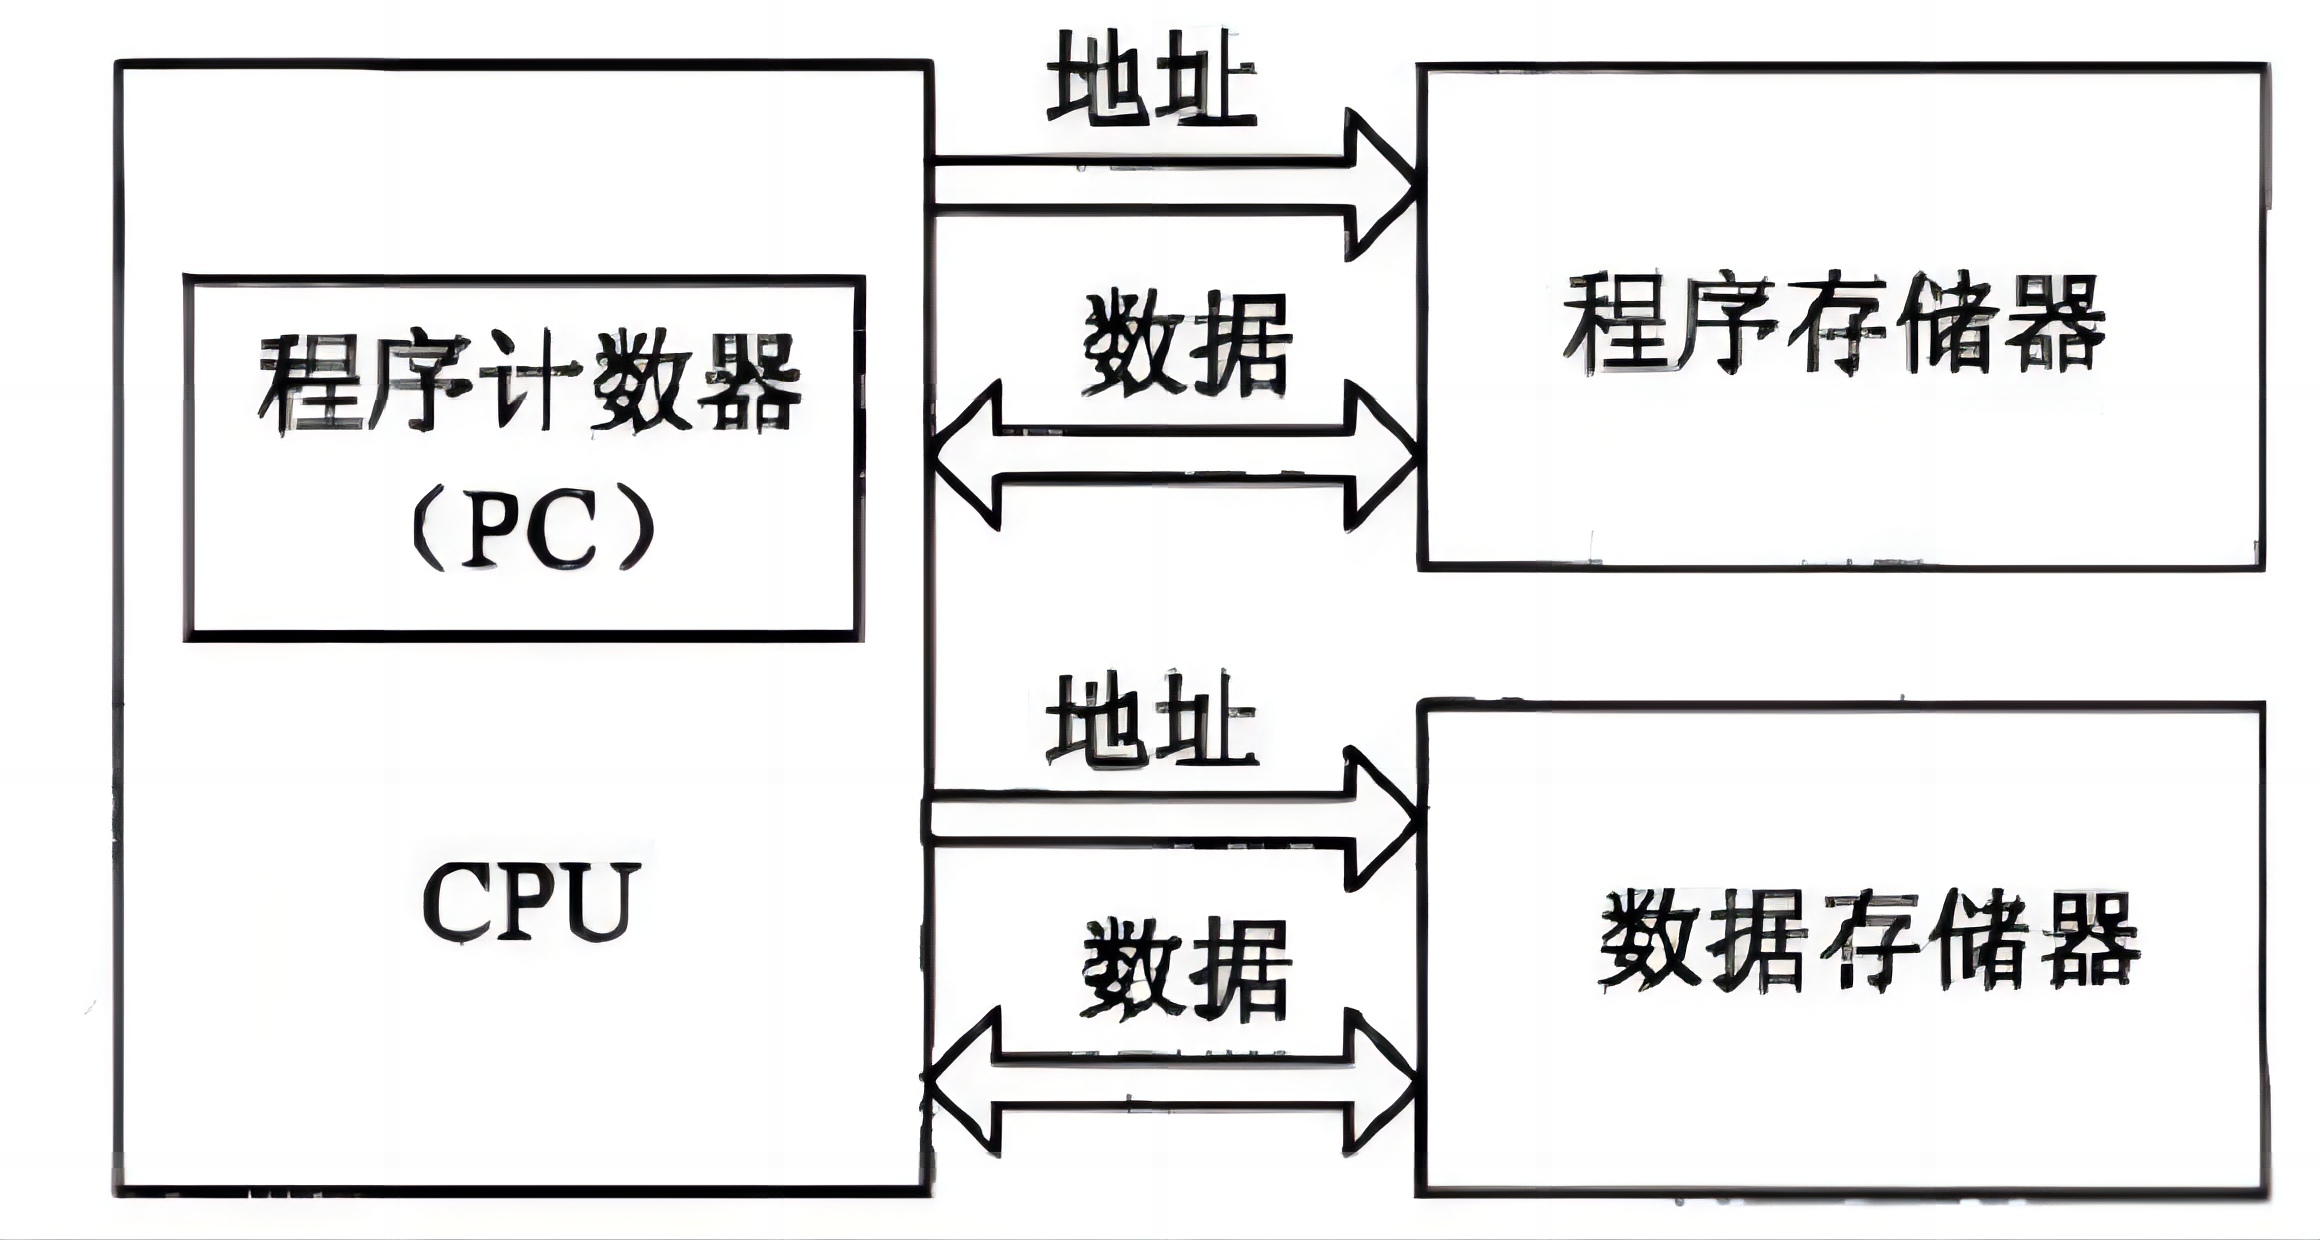 地址
数据
程序存储器
程序计数器
(PC)
地址
CPU
数据
数据存储器